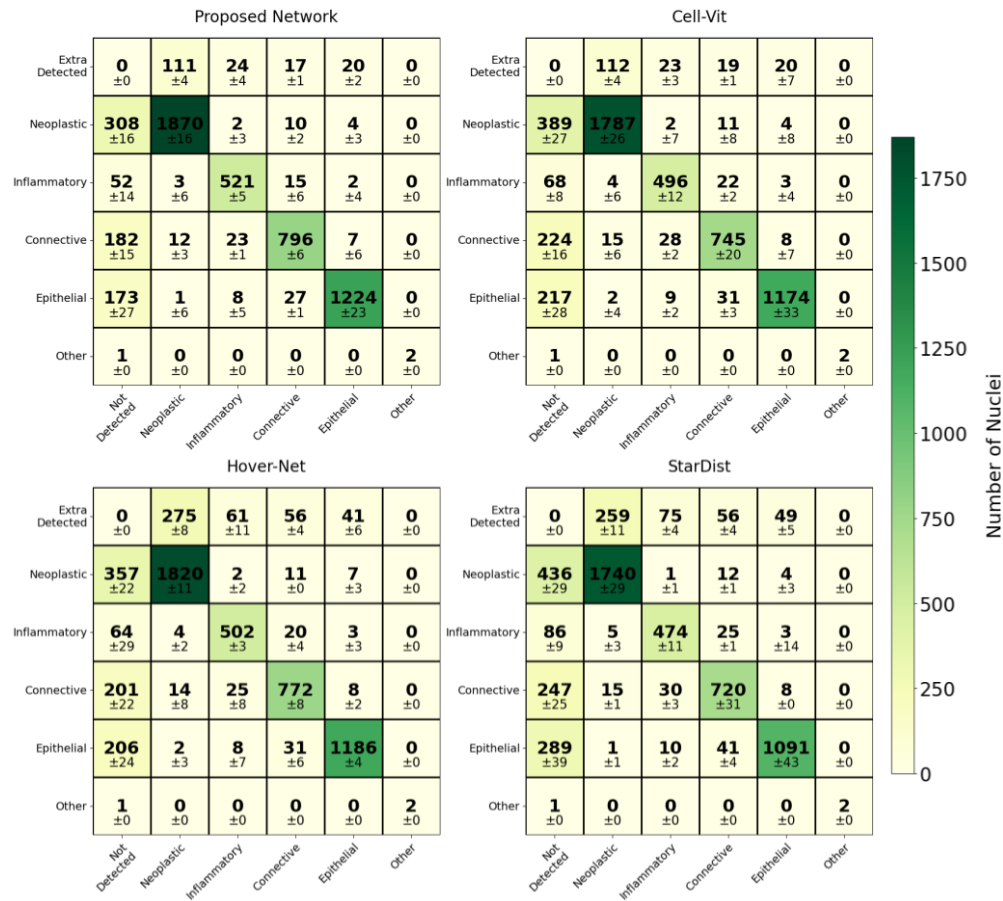 Proposed Network
Extra
Detected
0 111 24 17 20 0
±0 ±4 ±4 ±1 ±2 ±0
Neoplastic
308 1870 2 10 4 0
±16 ±16 ±3 ±2 ±3 ±0
Inflammatory
52 3 521 15 2 0
±14 ±6 ±5 ±6 ±4 ±0
Connective
182 12 23 796 7 0
±15 ±3 ±1 ±6 ±6 ±0
Epithelial
173 1 8 27 1224 0
±27 ±6 ±5 ±1 ±23 ±0
Other
1 0 0 0 0 2
±0 ±0 ±0 ±0 ±0 ±0
Not
Detected
Neoplastic
Inflammatory
Connective
Epithelial
Other
Cell-Vit
Extra
Detected
0 112 23 19 20 0
±0 ±4 ±3 ±1 ±7 ±0
Neoplastic
389 1787 2 11 4 0
±27 ±26 ±7 ±8 ±8 ±0
Inflammatory
68 4 496 22 3 0
±8 ±6 ±12 ±2 ±4 ±0
Connective
224 15 28 745 8 0
±16 ±6 ±2 ±20 ±7 ±0
Epithelial
217 2 9 31 1174 0
±28 ±4 ±2 ±3 ±33 ±0
Other
1 0 0 0 0 2
±0 ±0 ±0 ±0 ±0 ±0
Not
Detected
Neoplastic
Inflammatory
Connective
Epithelial
Other
Hover-Net
Extra
Detected
0 275 61 56 41 0
±0 ±8 ±11 ±4 ±6 ±0
Neoplastic
357 1820 2 11 7 0
±22 ±11 ±2 ±0 ±3 ±0
Inflammatory
64 4 502 20 3 0
±29 ±2 ±3 ±4 ±3 ±0
Connective
201 14 25 772 8 0
±22 ±8 ±8 ±8 ±2 ±0
Epithelial
206 2 8 31 1186 0
±24 ±3 ±7 ±6 ±4 ±0
Other
1 0 0 0 0 2
±0 ±0 ±0 ±0 ±0 ±0
Not
Detected
Neoplastic
Inflammatory
Connective
Epithelial
Other
StarDist
Extra
Detected
0 259 75 56 49 0
±0 ±11 ±4 ±4 ±5 ±0
Neoplastic
436 1740 1 12 4 0
±29 ±29 ±1 ±1 ±3 ±0
Inflammatory
86 5 474 25 3 0
±9 ±3 ±11 ±1 ±14 ±0
Connective
247 15 30 720 8 0
±25 ±1 ±3 ±31 ±0 ±0
Epithelial
289 1 10 41 1091 0
±39 ±1 ±2 ±4 ±43 ±0
Other
1 0 0 0 0 2
±0 ±0 ±0 ±0 ±0 ±0
Not
Detected
Neoplastic
Inflammatory
Connective
Epithelial
Other
1750
1500
1250
1000
750
500
250
0
Number of Nuclei